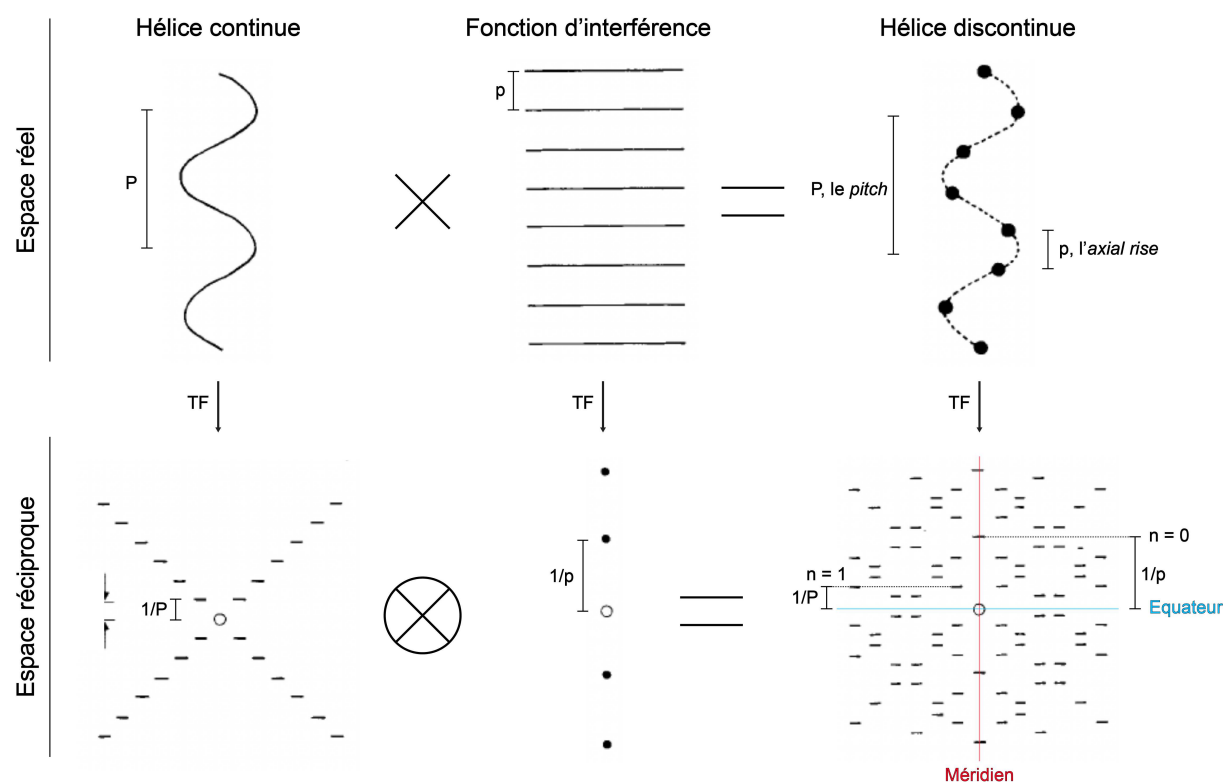 Hélice continue
Fonction d'interférence
Hélice discontinue
Espace réel
P
p
P, le pitch
p, l'axial rise
TF
TF
TF
Espace réciproque
1/P
1/p
n = 1
1/P
n = 0
1/p
Equateur
Méridien